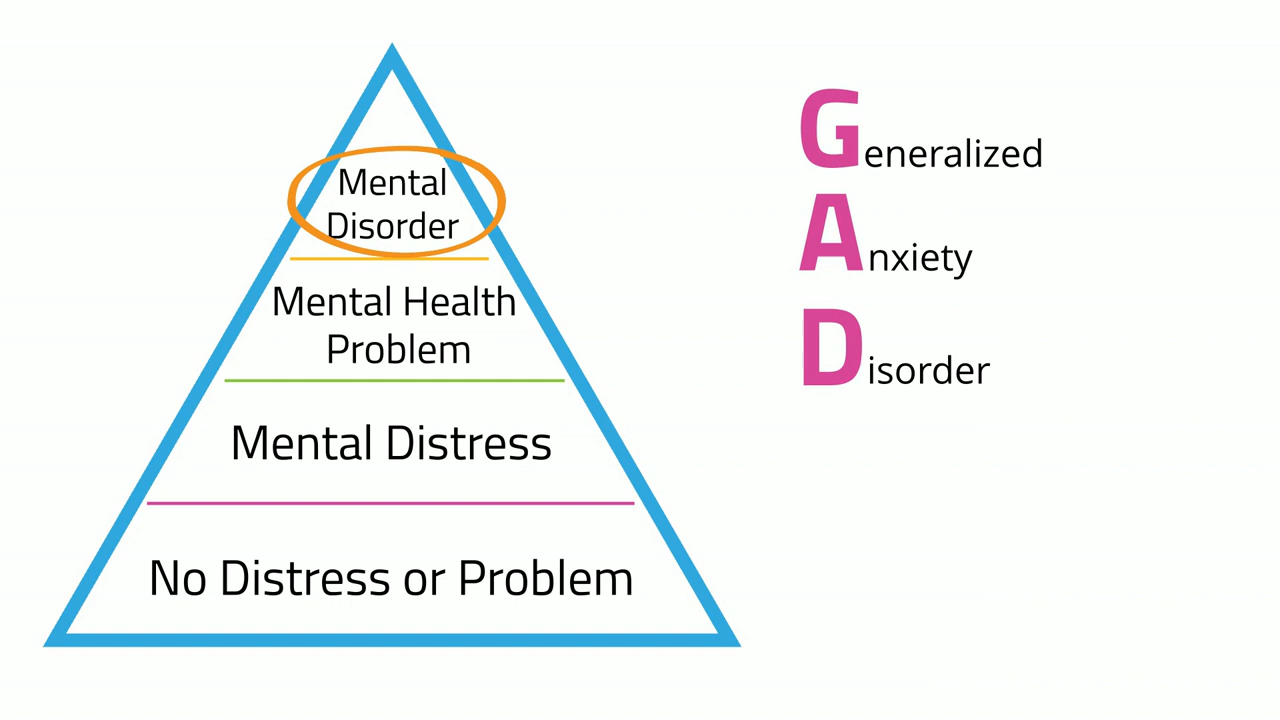 Mental
Disorder
Mental Health
Problem
Mental Distress
No Distress or Problem
Generalized
Anxiety
Disorder